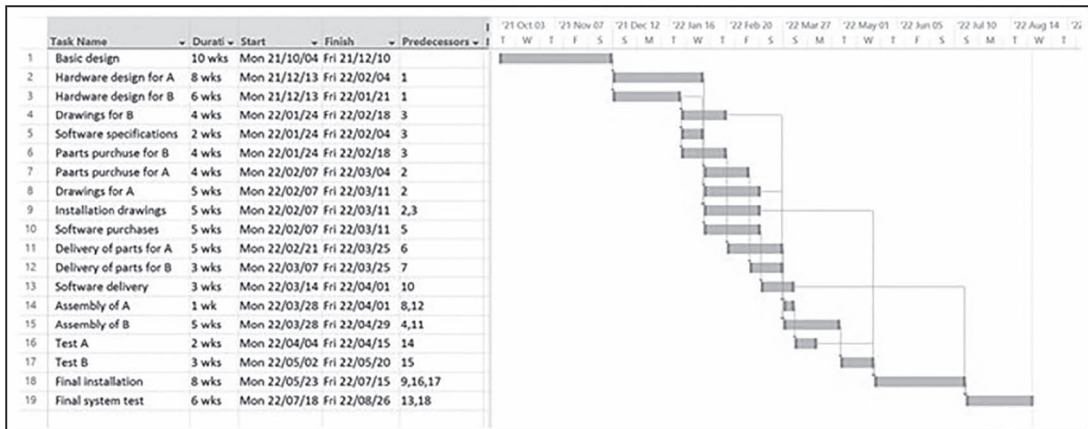 '21 Oct 03 '21 Nov 07 '21 Dec 12 '22 Jan 16 '22 Feb 20 '22 Mar 27 '22 May 01 '22 Jun 05 '22 Jul 10 '22 Aug 14
Task Name Durati Start Finish Predecessors T W T F S S M T W T F S S M T W T
1 Basic design 10 wks Mon 21/10/04 Fri 21/12/10
2 Hardware design for A 8 wks Mon 21/12/13 Fri 22/02/04 1
3 Hardware design for B 6 wks Mon 21/12/13 Fri 22/01/21 1
4 Drawings for B 4 wks Mon 22/01/24 Fri 22/02/18 3
5 Software specifications 2 wks Mon 22/01/24 Fri 22/02/04 3
6 Paarts purchuse for B 4 wks Mon 22/01/24 Fri 22/02/18 3
7 Paarts purchuse for A 4 wks Mon 22/02/07 Fri 22/03/04 2
8 Drawings for A 5 wks Mon 22/02/07 Fri 22/03/11 2
9 Installation drawings 5 wks Mon 22/02/07 Fri 22/03/11 2,3
10 Software purchases 5 wks Mon 22/02/07 Fri 22/03/11 5
11 Delivery of parts for A 5 wks Mon 22/02/21 Fri 22/03/25 6
12 Delivery of parts for B 3 wks Mon 22/03/07 Fri 22/03/25 7
13 Software delivery 3 wks Mon 22/03/14 Fri 22/04/01 10
14 Assembly of A 1 wk Mon 22/03/28 Fri 22/04/01 8,12
15 Assembly of B 5 wks Mon 22/03/28 Fri 22/04/29 4,11
16 Test A 2 wks Mon 22/04/04 Fri 22/04/15 14
17 Test B 3 wks Mon 22/05/02 Fri 22/05/20 15
18 Final installation 8 wks Mon 22/05/23 Fri 22/07/15 9,16,17
19 Final system test 6 wks Mon 22/07/18 Fri 22/08/26 13,18